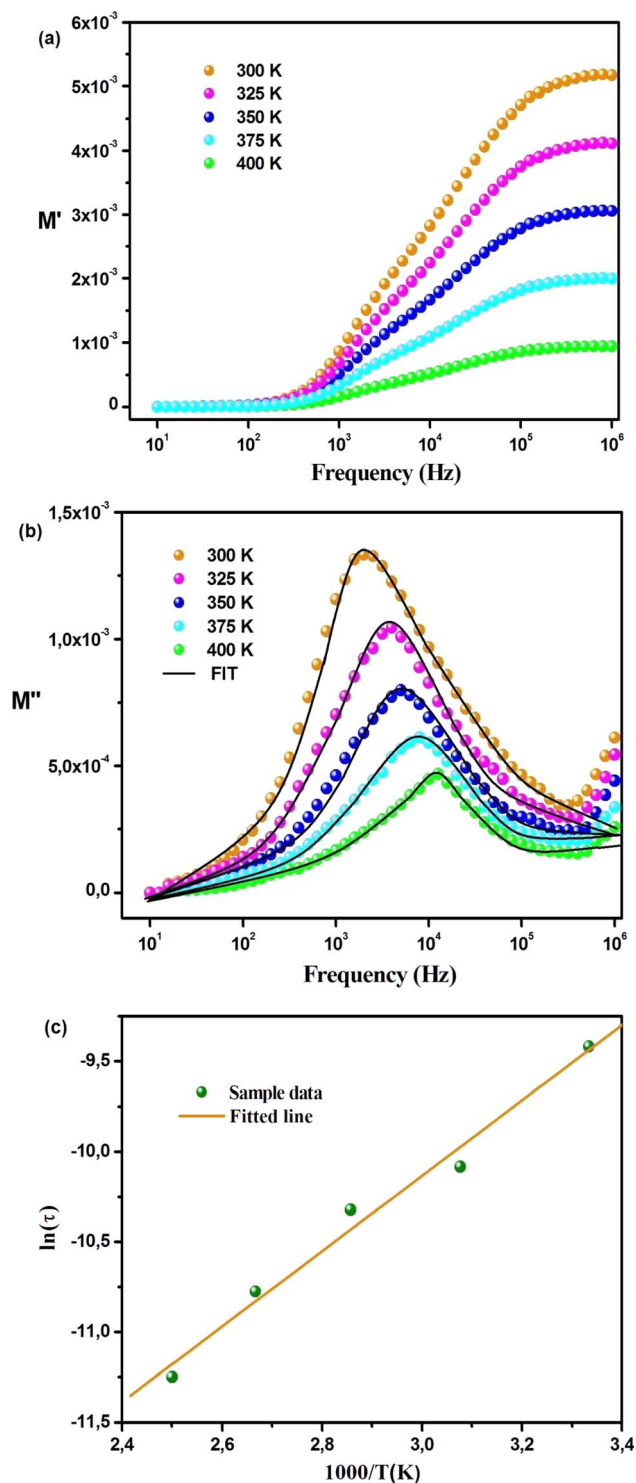 (a)
6x10⁻³
5x10⁻³
4x10⁻³
3x10⁻³
2x10⁻³
1x10⁻³
0
M'
300 K
325 K
350 K
375 K
400 K
10¹ 10² 10³ 10⁴ 10⁵ 10⁶
Frequency (Hz)
(b)
1,5x10⁻³
1,0x10⁻³
5,0x10⁻⁴
0,0
M''
300 K
325 K
350 K
375 K
400 K
FIT
10¹ 10² 10³ 10⁴ 10⁵ 10⁶
Frequency (Hz)
(c)
-9,5
-10,0
-10,5
-11,0
-11,5
ln(τ)
Sample data
Fitted line
2,4 2,6 2,8 3,0 3,2 3,4
1000/T(K)